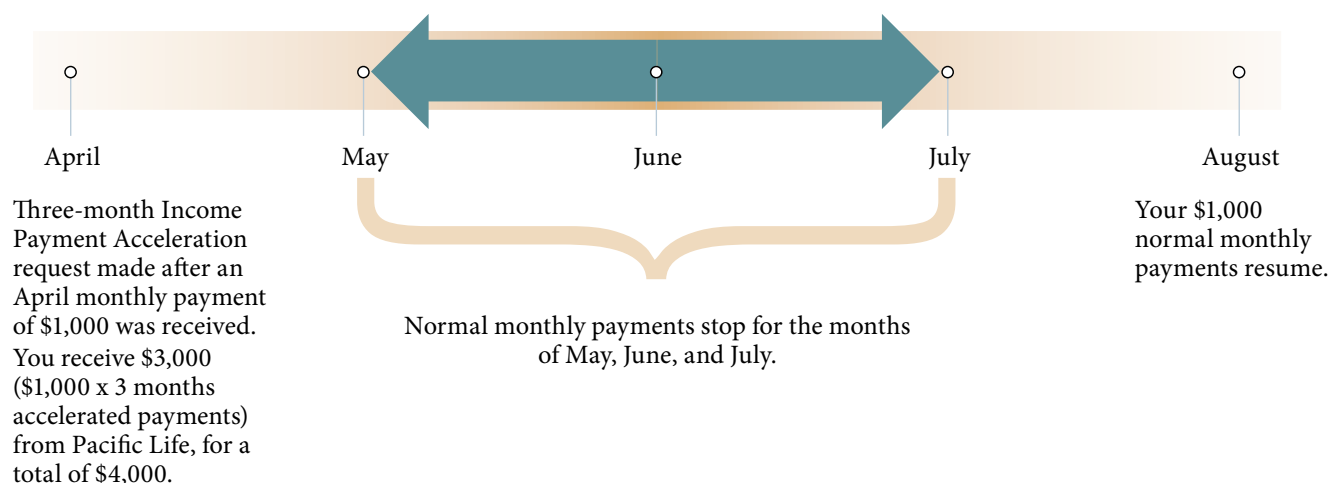 April
May
June
July
August
Three-month Income
Payment Acceleration
request made after an
April monthly payment
of $1,000 was received.
You receive $3,000
($1,000 x 3 months
accelerated payments)
from Pacific Life, for a
total of $4,000.
Normal monthly payments stop for the months
of May, June, and July.
Your $1,000
normal monthly
payments resume.